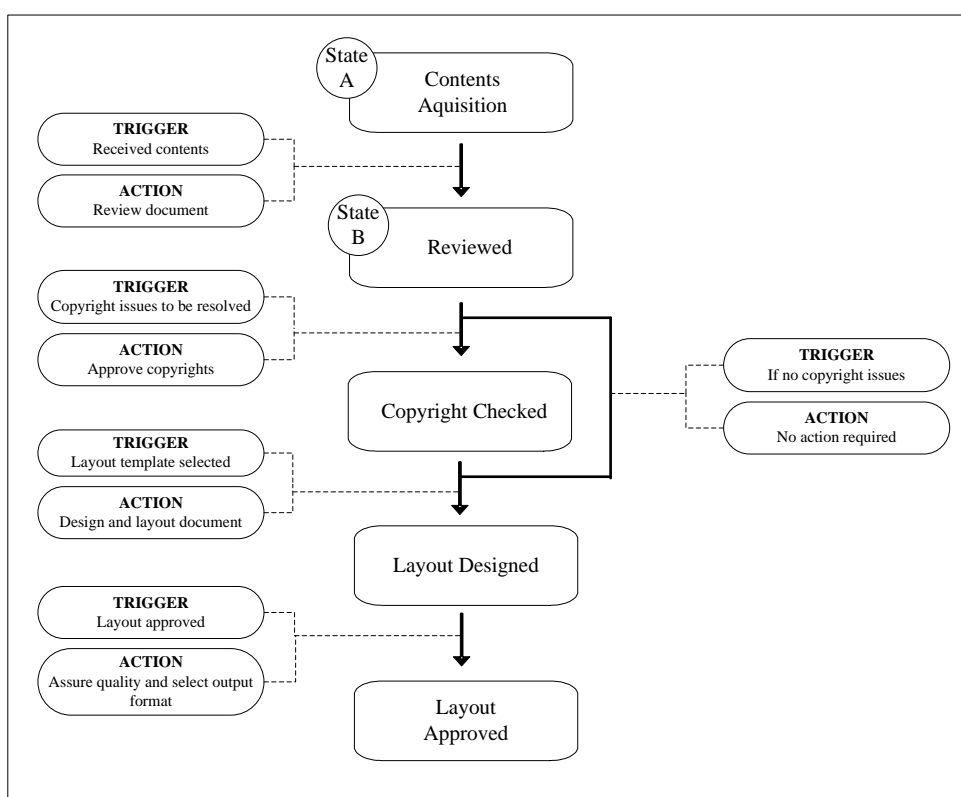 State
A
Contents
Aquisition
TRIGGER
Received contents
ACTION
Review document
State
B
Reviewed
TRIGGER
Copyright issues to be resolved
ACTION
Approve copyrights
TRIGGER
If no copyright issues
ACTION
No action required
Copyright Checked
TRIGGER
Layout template selected
ACTION
Design and layout document
Layout Designed
TRIGGER
Layout approved
ACTION
Assure quality and select output
format
Layout
Approved